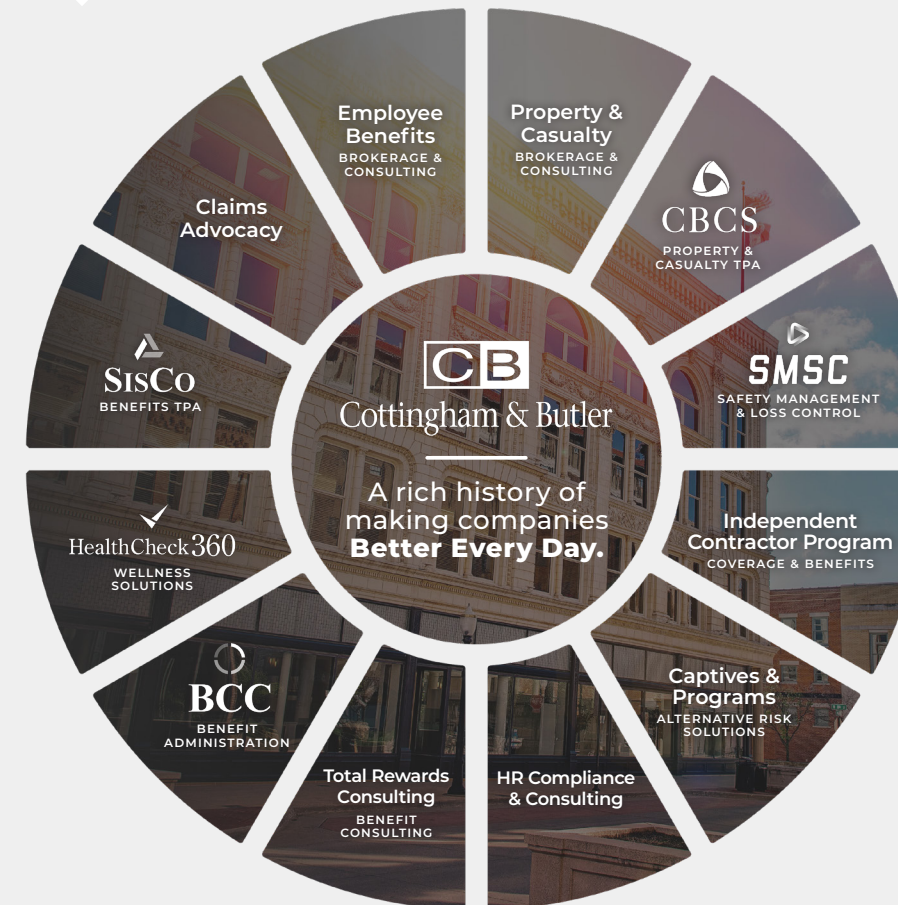 Employee
Benefits
BROKERAGE &
CONSULTING
Property &
Casualty
BROKERAGE &
CONSULTING
CBCS
PROPERTY &
CASUALTY TPA
SMSC
SAFETY MANAGEMENT
& LOSS CONTROL
Independent
Contractor Program
COVERAGE & BENEFITS
Captives &
Programs
ALTERNATIVE RISK
SOLUTIONS
HR Compliance
& Consulting
Total Rewards
Consulting
BENEFIT
CONSULTING
BCC
BENEFIT
ADMINISTRATION
HealthCheck360
WELLNESS
SOLUTIONS
SISCO
BENEFITS TPA
Claims
Advocacy
CB
Cottingham & Butler
A rich history of
making companies
Better Every Day.